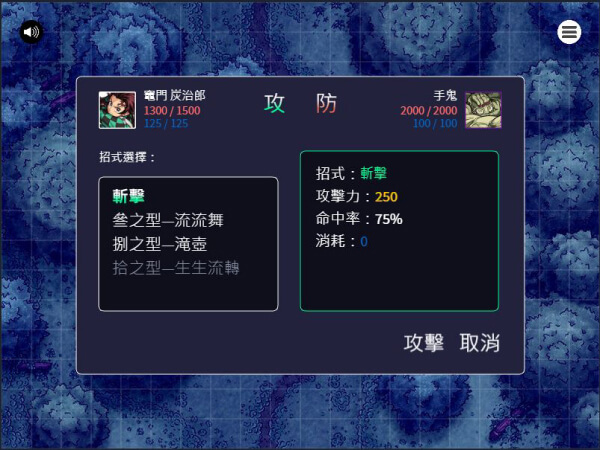 竈門 炭治郎
1300 / 1500
125 / 125
攻 防
手鬼
2000 / 2000
100 / 100
招式選擇：
斬擊
參之型—流流舞
捌之型—滝壺
拾之型—生生流轉
招式：斬擊
攻擊力：250
命中率：75%
消耗：0
攻擊 取消